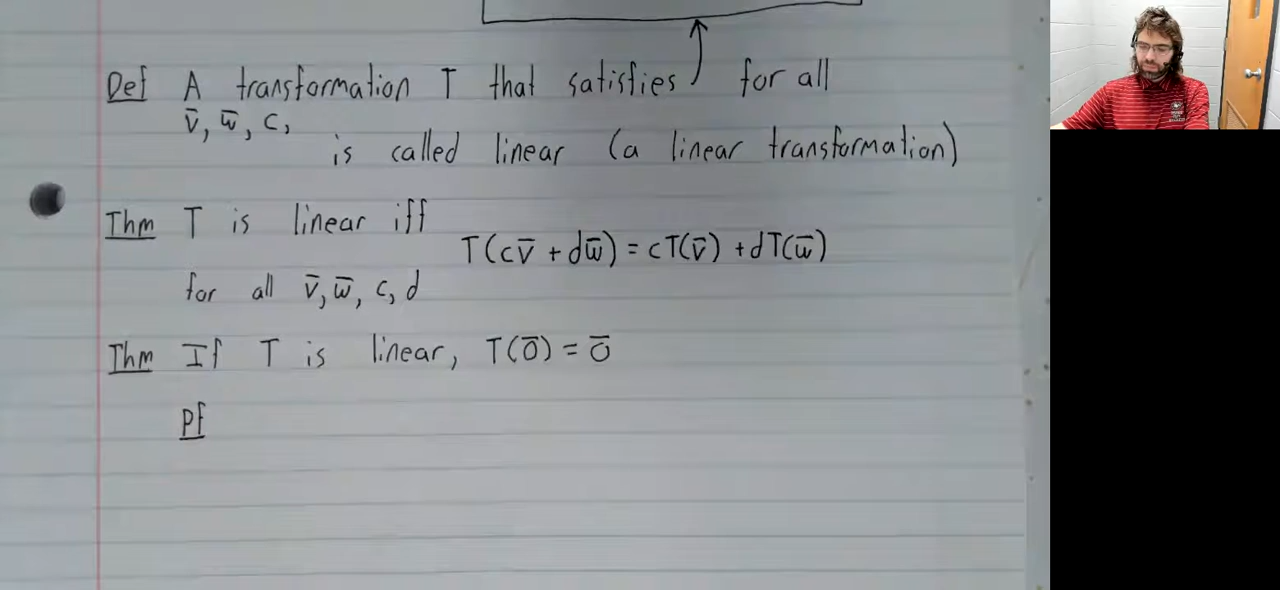 Def A transformation T that satisfies for all
v̄, w̄, c,
is called linear (a linear transformation)
Thm T is linear iff
T(cv̄ + dw̄) = cT(v̄) + dT(w̄)
for all v̄, w̄, c, d
Thm If T is linear, T(0̄) = 0̄
Pf